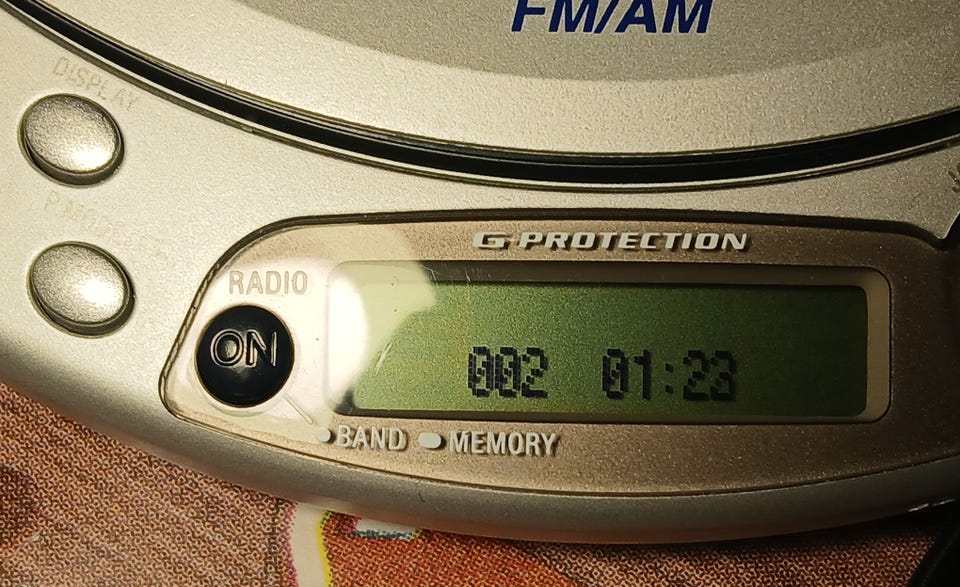 FM/AM
DISPLAY
G-PROTECTION
RADIO
ON
002 01:23
BAND MEMORY